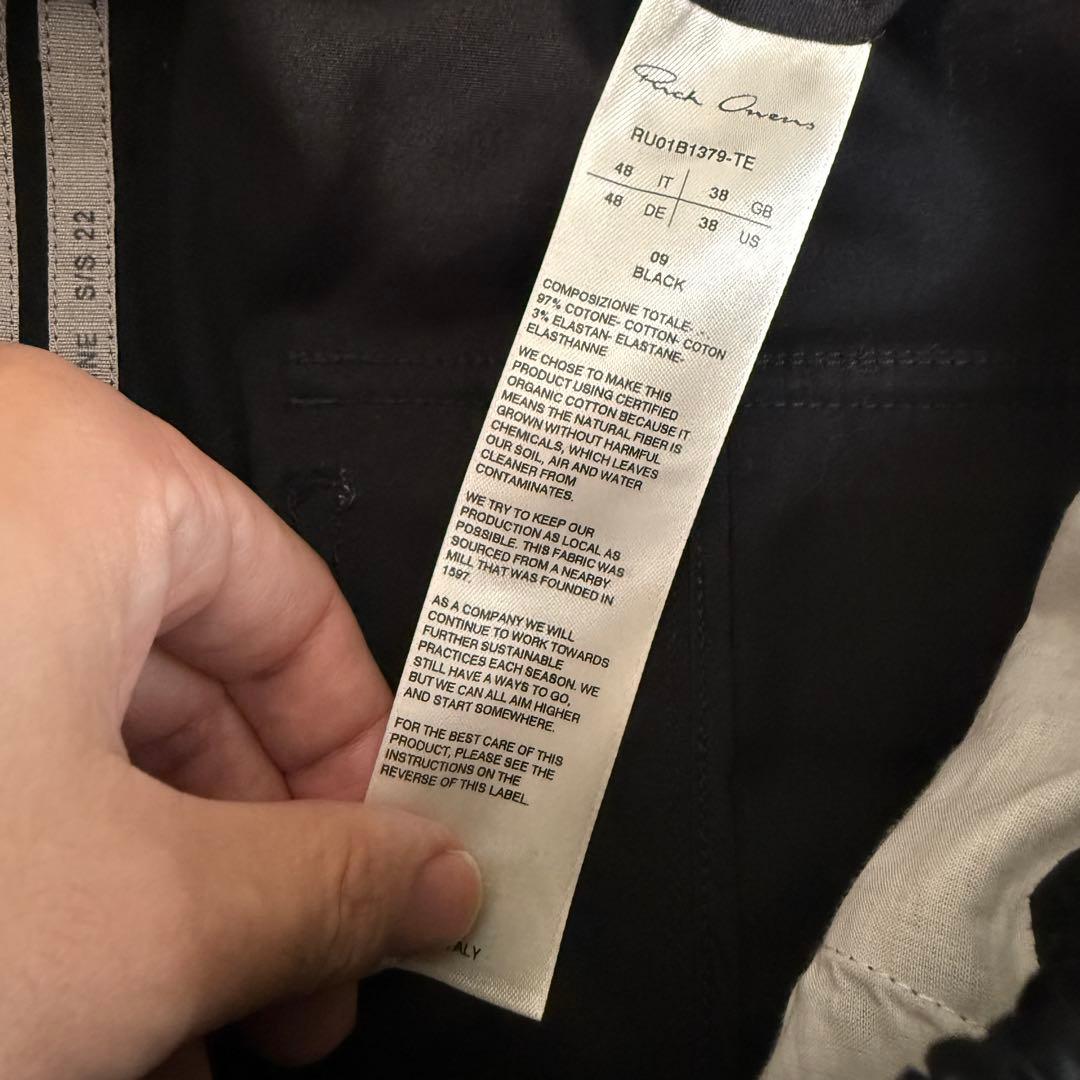 Rick Owens
RU01B1379-TE
48 IT 38 GB
48 DE 38 US
09
BLACK
COMPOSIZIONE TOTALE...
97% COTONE- COTTON- COTON
3% ELASTAN- ELASTANE-
ELASTHANNE
WE CHOSE TO MAKE THIS
PRODUCT USING CERTIFIED
ORGANIC COTTON BECAUSE IT
MEANS THE NATURAL FIBER IS
GROWN WITHOUT HARMFUL
CHEMICALS, WHICH LEAVES
OUR SOIL, AIR AND WATER
CLEANER FROM
CONTAMINATES.
WE TRY TO KEEP OUR
PRODUCTION AS LOCAL AS
POSSIBLE. THIS FABRIC WAS
SOURCED FROM A NEARBY
MILL THAT WAS FOUNDED IN
1597.
AS A COMPANY WE WILL
CONTINUE TO WORK TOWARDS
FURTHER SUSTAINABLE
PRACTICES EACH SEASON. WE
STILL HAVE A WAYS TO GO,
BUT WE CAN ALL AIM HIGHER
AND START SOMEWHERE.
FOR THE BEST CARE OF THIS
PRODUCT, PLEASE SEE THE
INSTRUCTIONS ON THE
REVERSE OF THIS LABEL.
S/S 22